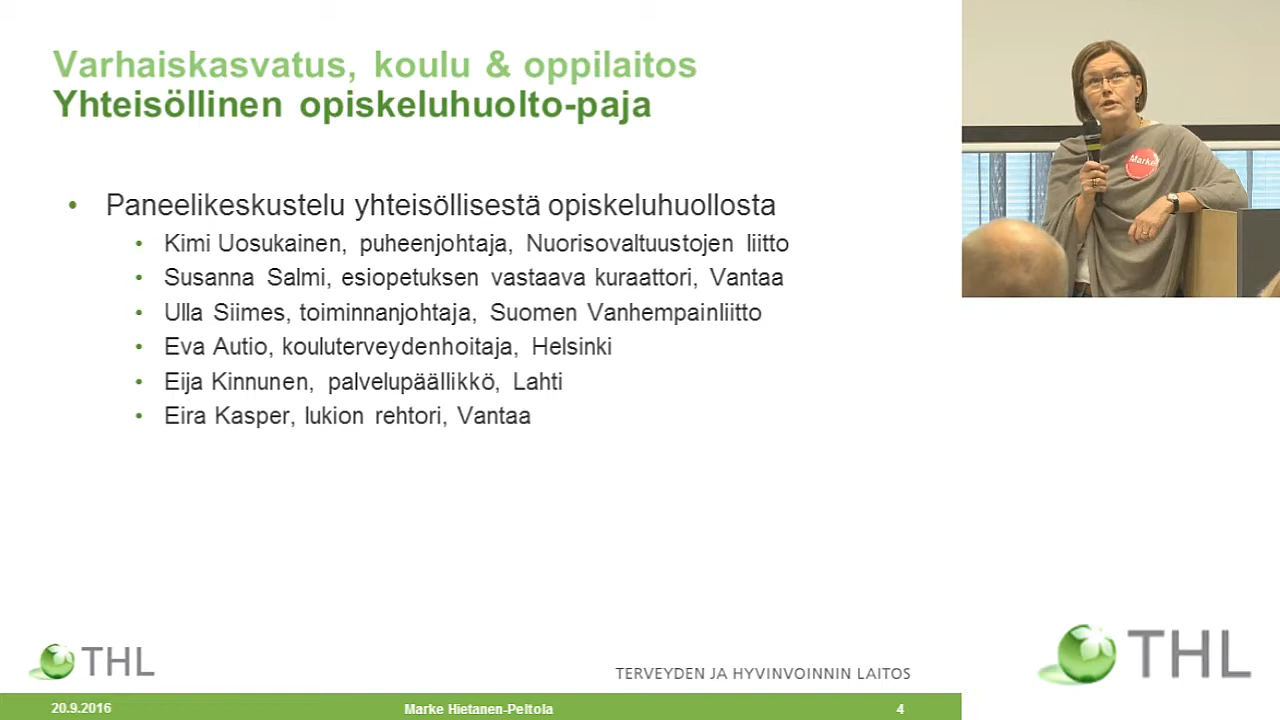 Varhaiskasvatus, koulu & oppilaitos
Yhteisöllinen opiskeluhuolto-paja
• Paneelikeskustelu yhteisöllisestä opiskeluhuollosta
• Kimi Uosukainen, puheenjohtaja, Nuorisovaltuustojen liitto
• Susanna Salmi, esiopetuksen vastaava kuraattori, Vantaa
• Ulla Siimes, toiminnanjohtaja, Suomen Vanhempainliitto
• Eva Autio, kouluterveydenhoitaja, Helsinki
• Eija Kinnunen, palvelupäällikkö, Lahti
• Eira Kasper, lukion rehtori, Vantaa
Marke
THL
TERVEYDEN JA HYVINVOINNIN LAITOS
THL
20.9.2016
Marke Hietanen-Peltola
4